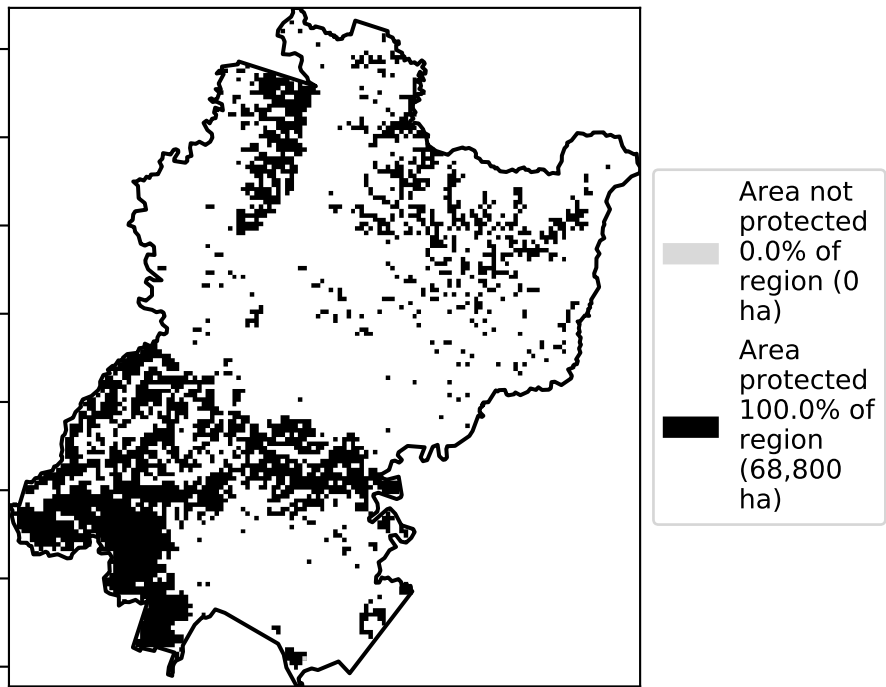 Area not
protected
0.0% of
region (0
ha)
Area
protected
100.0% of
region
(68,800
ha)